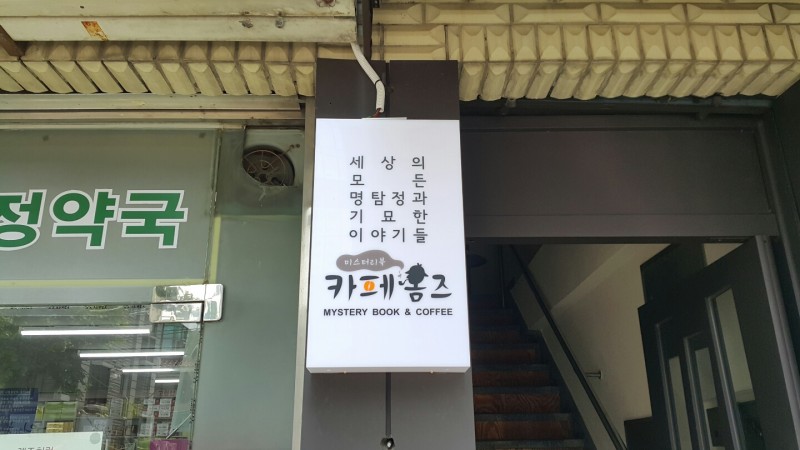 정약국
세상의
모든
명탐정과
기묘한
이야기들
미스터리북
카페홈즈
MYSTERY BOOK & COFFEE